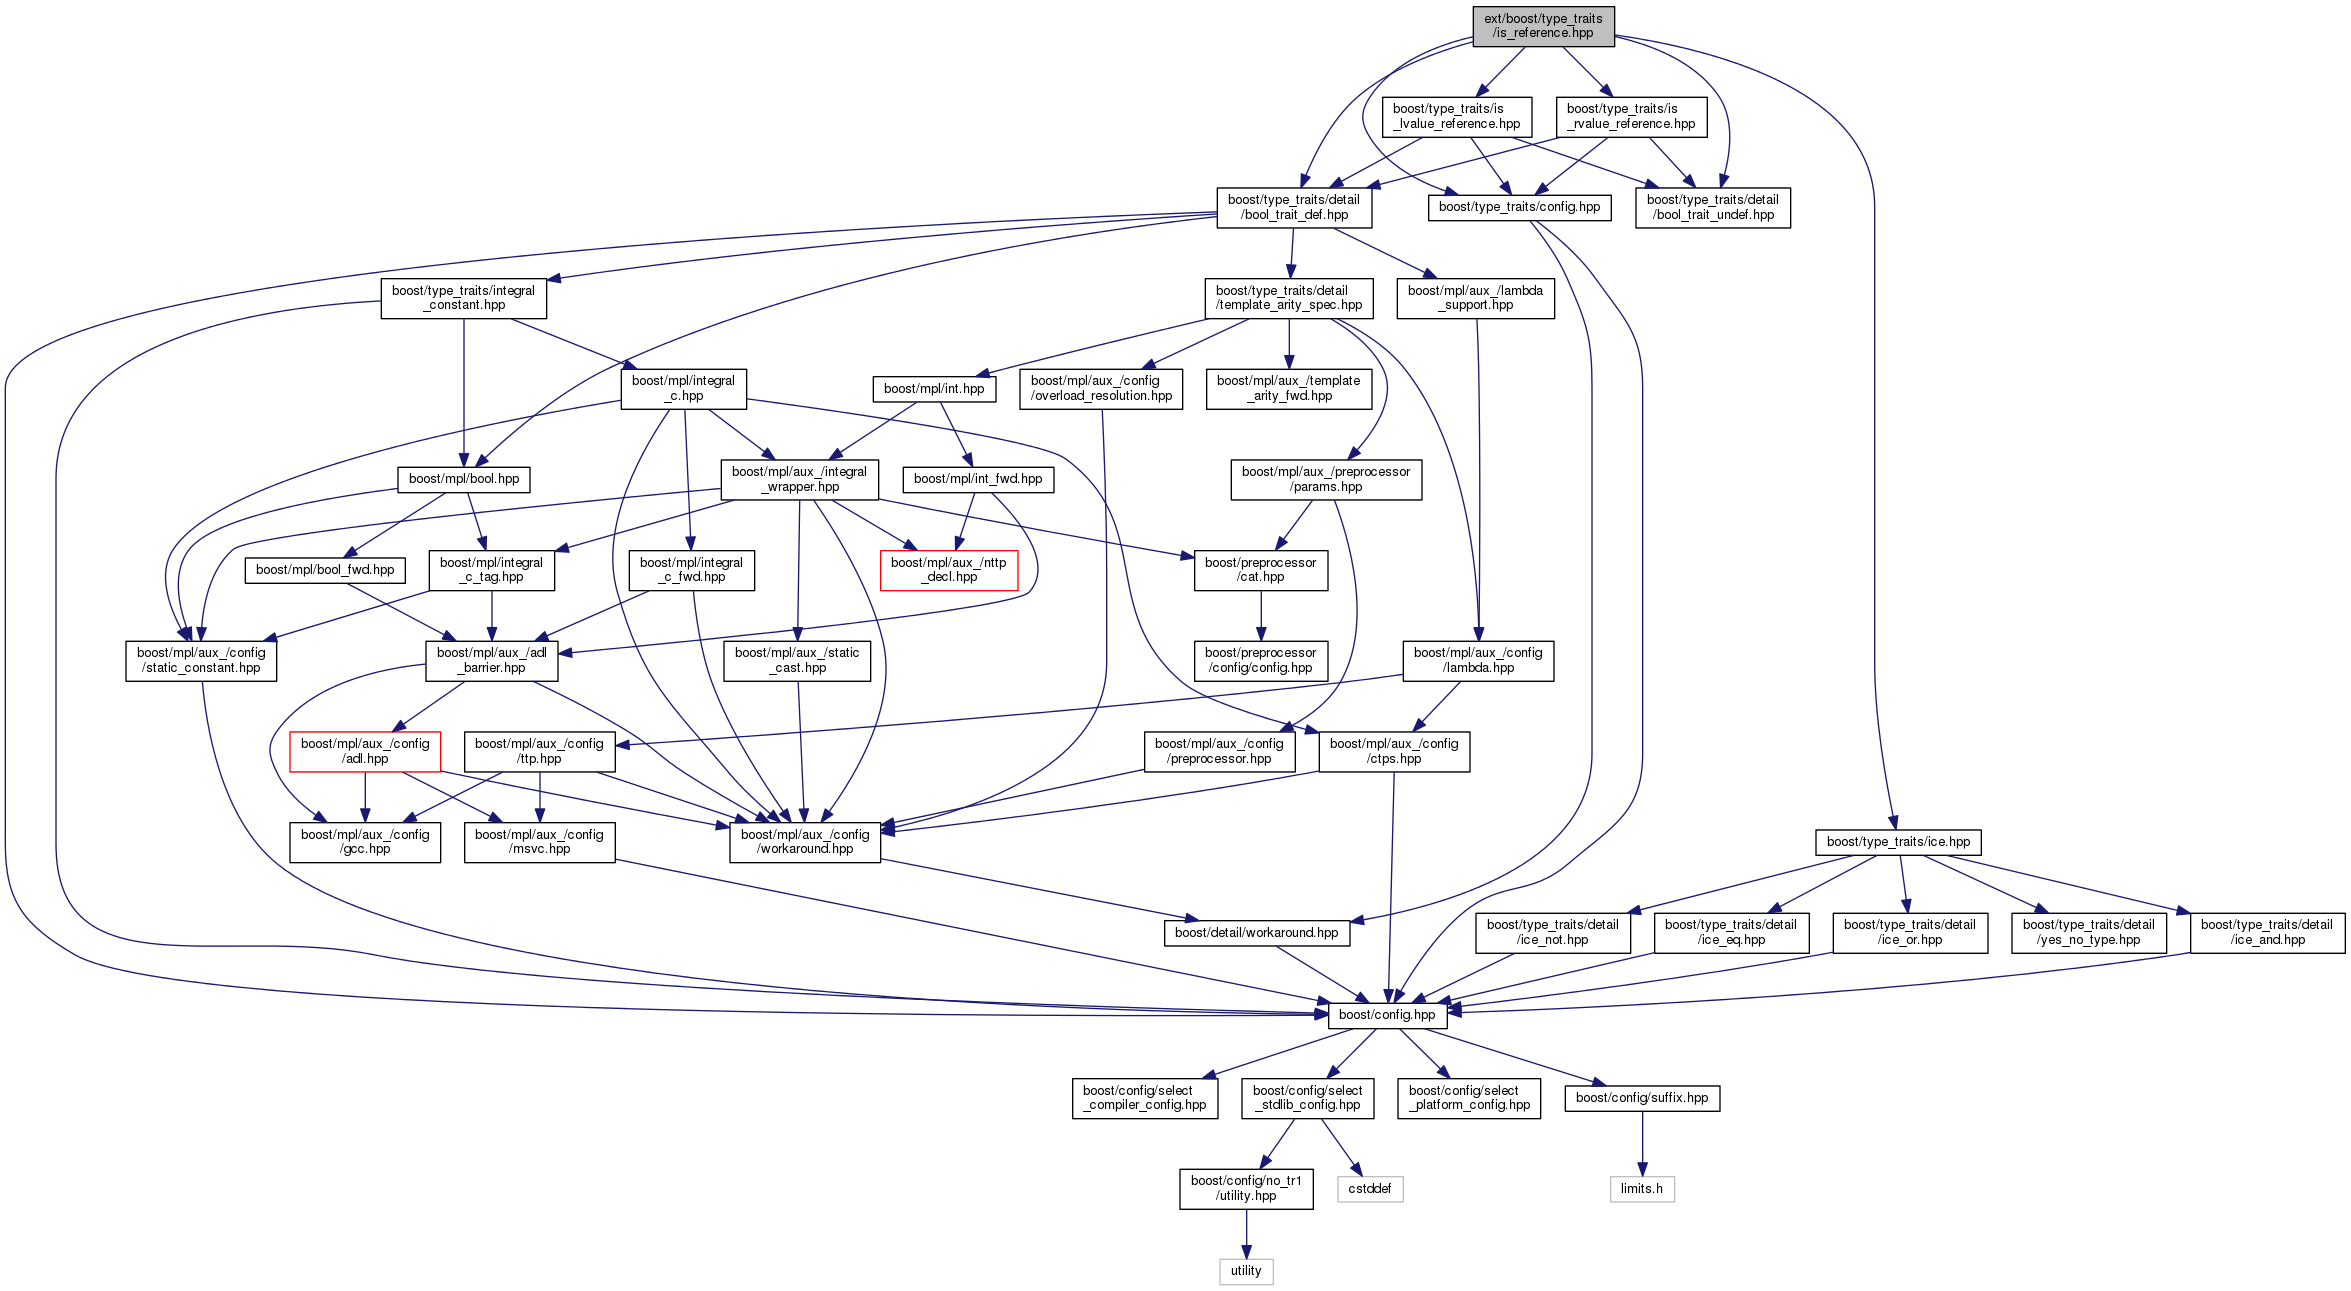 ext/boost/type_traits
/is_reference.hpp
boost/type_traits/is
_lvalue_reference.hpp
boost/type_traits/is
_rvalue_reference.hpp
boost/type_traits/detail
/bool_trait_def.hpp
boost/type_traits/config.hpp
boost/type_traits/detail
/bool_trait_undef.hpp
boost/type_traits/integral
_constant.hpp
boost/type_traits/detail
/template_arity_spec.hpp
boost/mpl/aux_/lambda
_support.hpp
boost/mpl/integral
_c.hpp
boost/mpl/int.hpp
boost/mpl/aux_/config
/overload_resolution.hpp
boost/mpl/aux_/template
_arity_fwd.hpp
boost/mpl/bool.hpp
boost/mpl/aux_/integral
_wrapper.hpp
boost/mpl/int_fwd.hpp
boost/mpl/aux_/preprocessor
/params.hpp
boost/mpl/bool_fwd.hpp
boost/mpl/integral
_c_tag.hpp
boost/mpl/integral
_c_fwd.hpp
boost/mpl/aux_/nttp
_decl.hpp
boost/preprocessor
/cat.hpp
boost/mpl/aux_/config
/static_constant.hpp
boost/mpl/aux_/adl
_barrier.hpp
boost/mpl/aux_/static
_cast.hpp
boost/preprocessor
/config/config.hpp
boost/mpl/aux_/config
/lambda.hpp
boost/mpl/aux_/config
/adl.hpp
boost/mpl/aux_/config
/ttp.hpp
boost/mpl/aux_/config
/preprocessor.hpp
boost/mpl/aux_/config
/ctps.hpp
boost/mpl/aux_/config
/gcc.hpp
boost/mpl/aux_/config
/msvc.hpp
boost/mpl/aux_/config
/workaround.hpp
boost/type_traits/ice.hpp
boost/detail/workaround.hpp
boost/type_traits/detail
/ice_not.hpp
boost/type_traits/detail
/ice_eq.hpp
boost/type_traits/detail
/ice_or.hpp
boost/type_traits/detail
/yes_no_type.hpp
boost/type_traits/detail
/ice_and.hpp
boost/config.hpp
boost/config/select
_compiler_config.hpp
boost/config/select
_stdlib_config.hpp
boost/config/select
_platform_config.hpp
boost/config/suffix.hpp
boost/config/no_tr1
/utility.hpp
cstddef
limits.h
utility